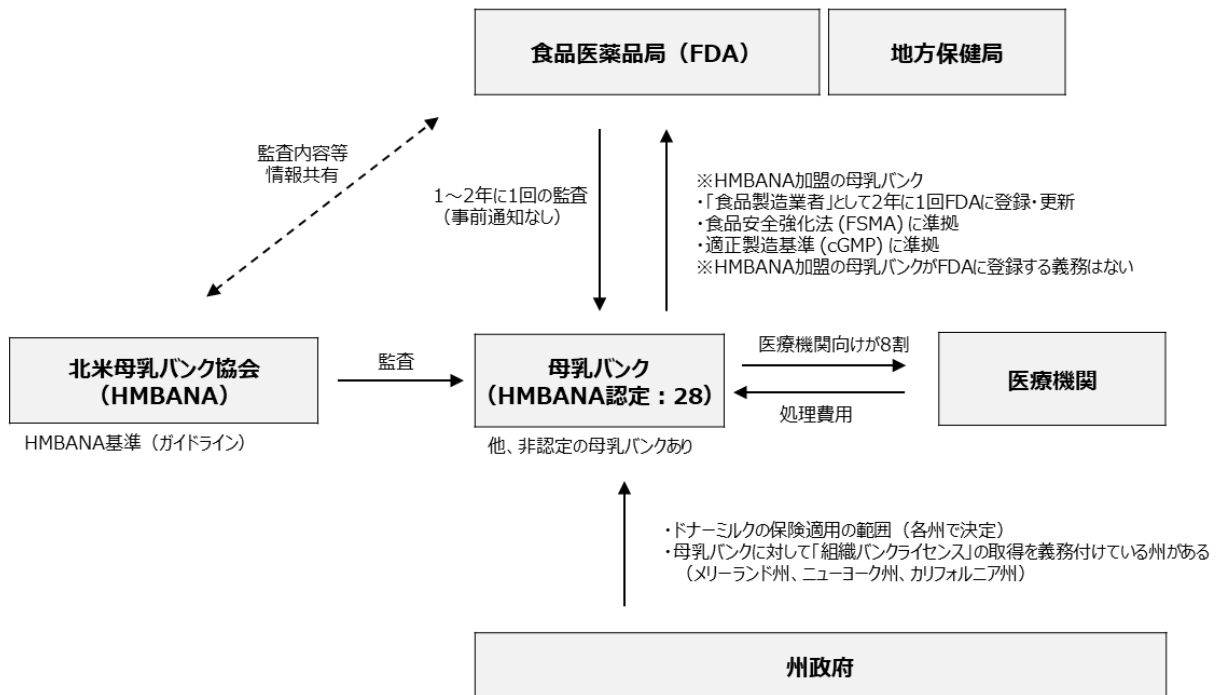 食品医薬品局（FDA）
地方保健局
監査内容等
情報共有
1～2年に1回の監査
（事前通知なし）
※HMBANA加盟の母乳バンク
・「食品製造業者」として2年に1回FDAに登録・更新
・食品安全強化法 (FSMA) に準拠
・適正製造基準 (cGMP) に準拠
※HMBANA加盟の母乳バンクがFDAに登録する義務はない
北米母乳バンク協会
（HMBANA）
監査
母乳バンク
（HMBANA認定：28）
医療機関向けが8割
処理費用
医療機関
HMBANA基準（ガイドライン）
他、非認定の母乳バンクあり
・ドナーミルクの保険適用の範囲（各州で決定）
・母乳バンクに対して「組織バンクライセンス」の取得を義務付けている州がある
（メリーランド州、ニューヨーク州、カリフォルニア州）
州政府